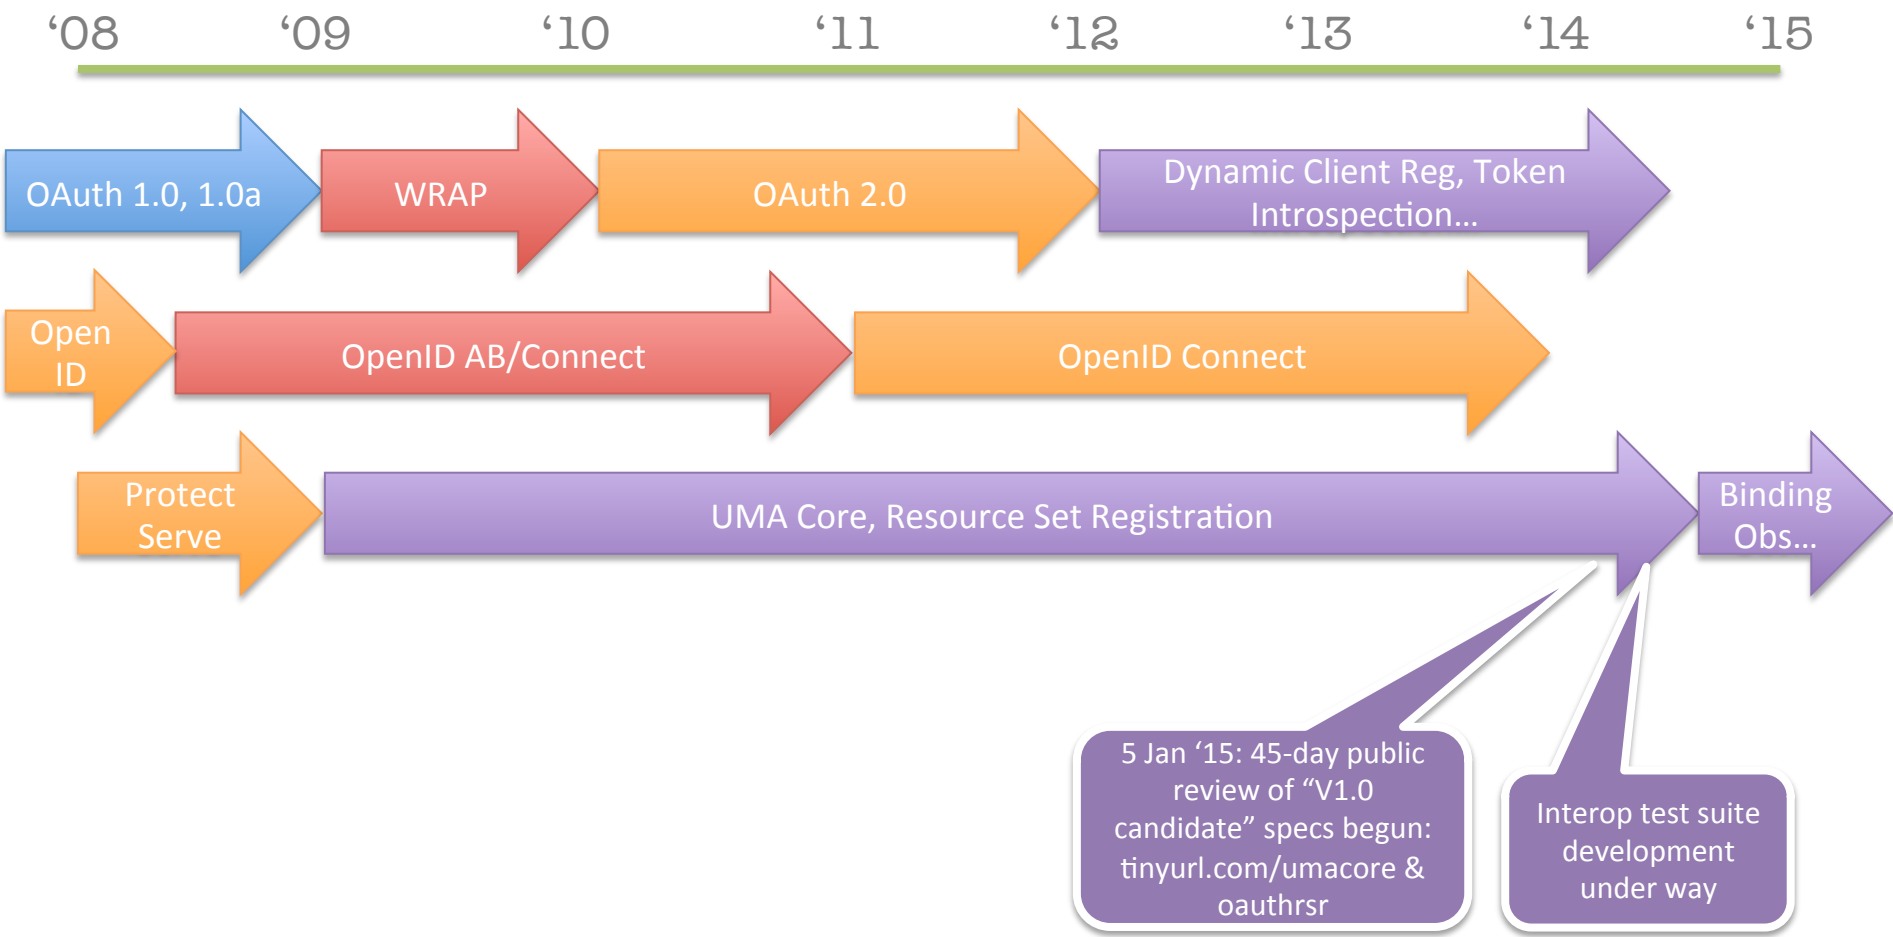 ‘08 ‘09 ‘10 ‘11 ‘12 ‘13 ‘14 ‘15
OAuth 1.0, 1.0a
WRAP
OAuth 2.0
Dynamic Client Reg, Token
Introspection…
Open
ID
OpenID AB/Connect
OpenID Connect
Protect
Serve
UMA Core, Resource Set Registration
Binding
Obs…
5 Jan ‘15: 45-day public
review of “V1.0
candidate” specs begun:
tinyurl.com/umacore &
oauthrsr
Interop test suite
development
under way